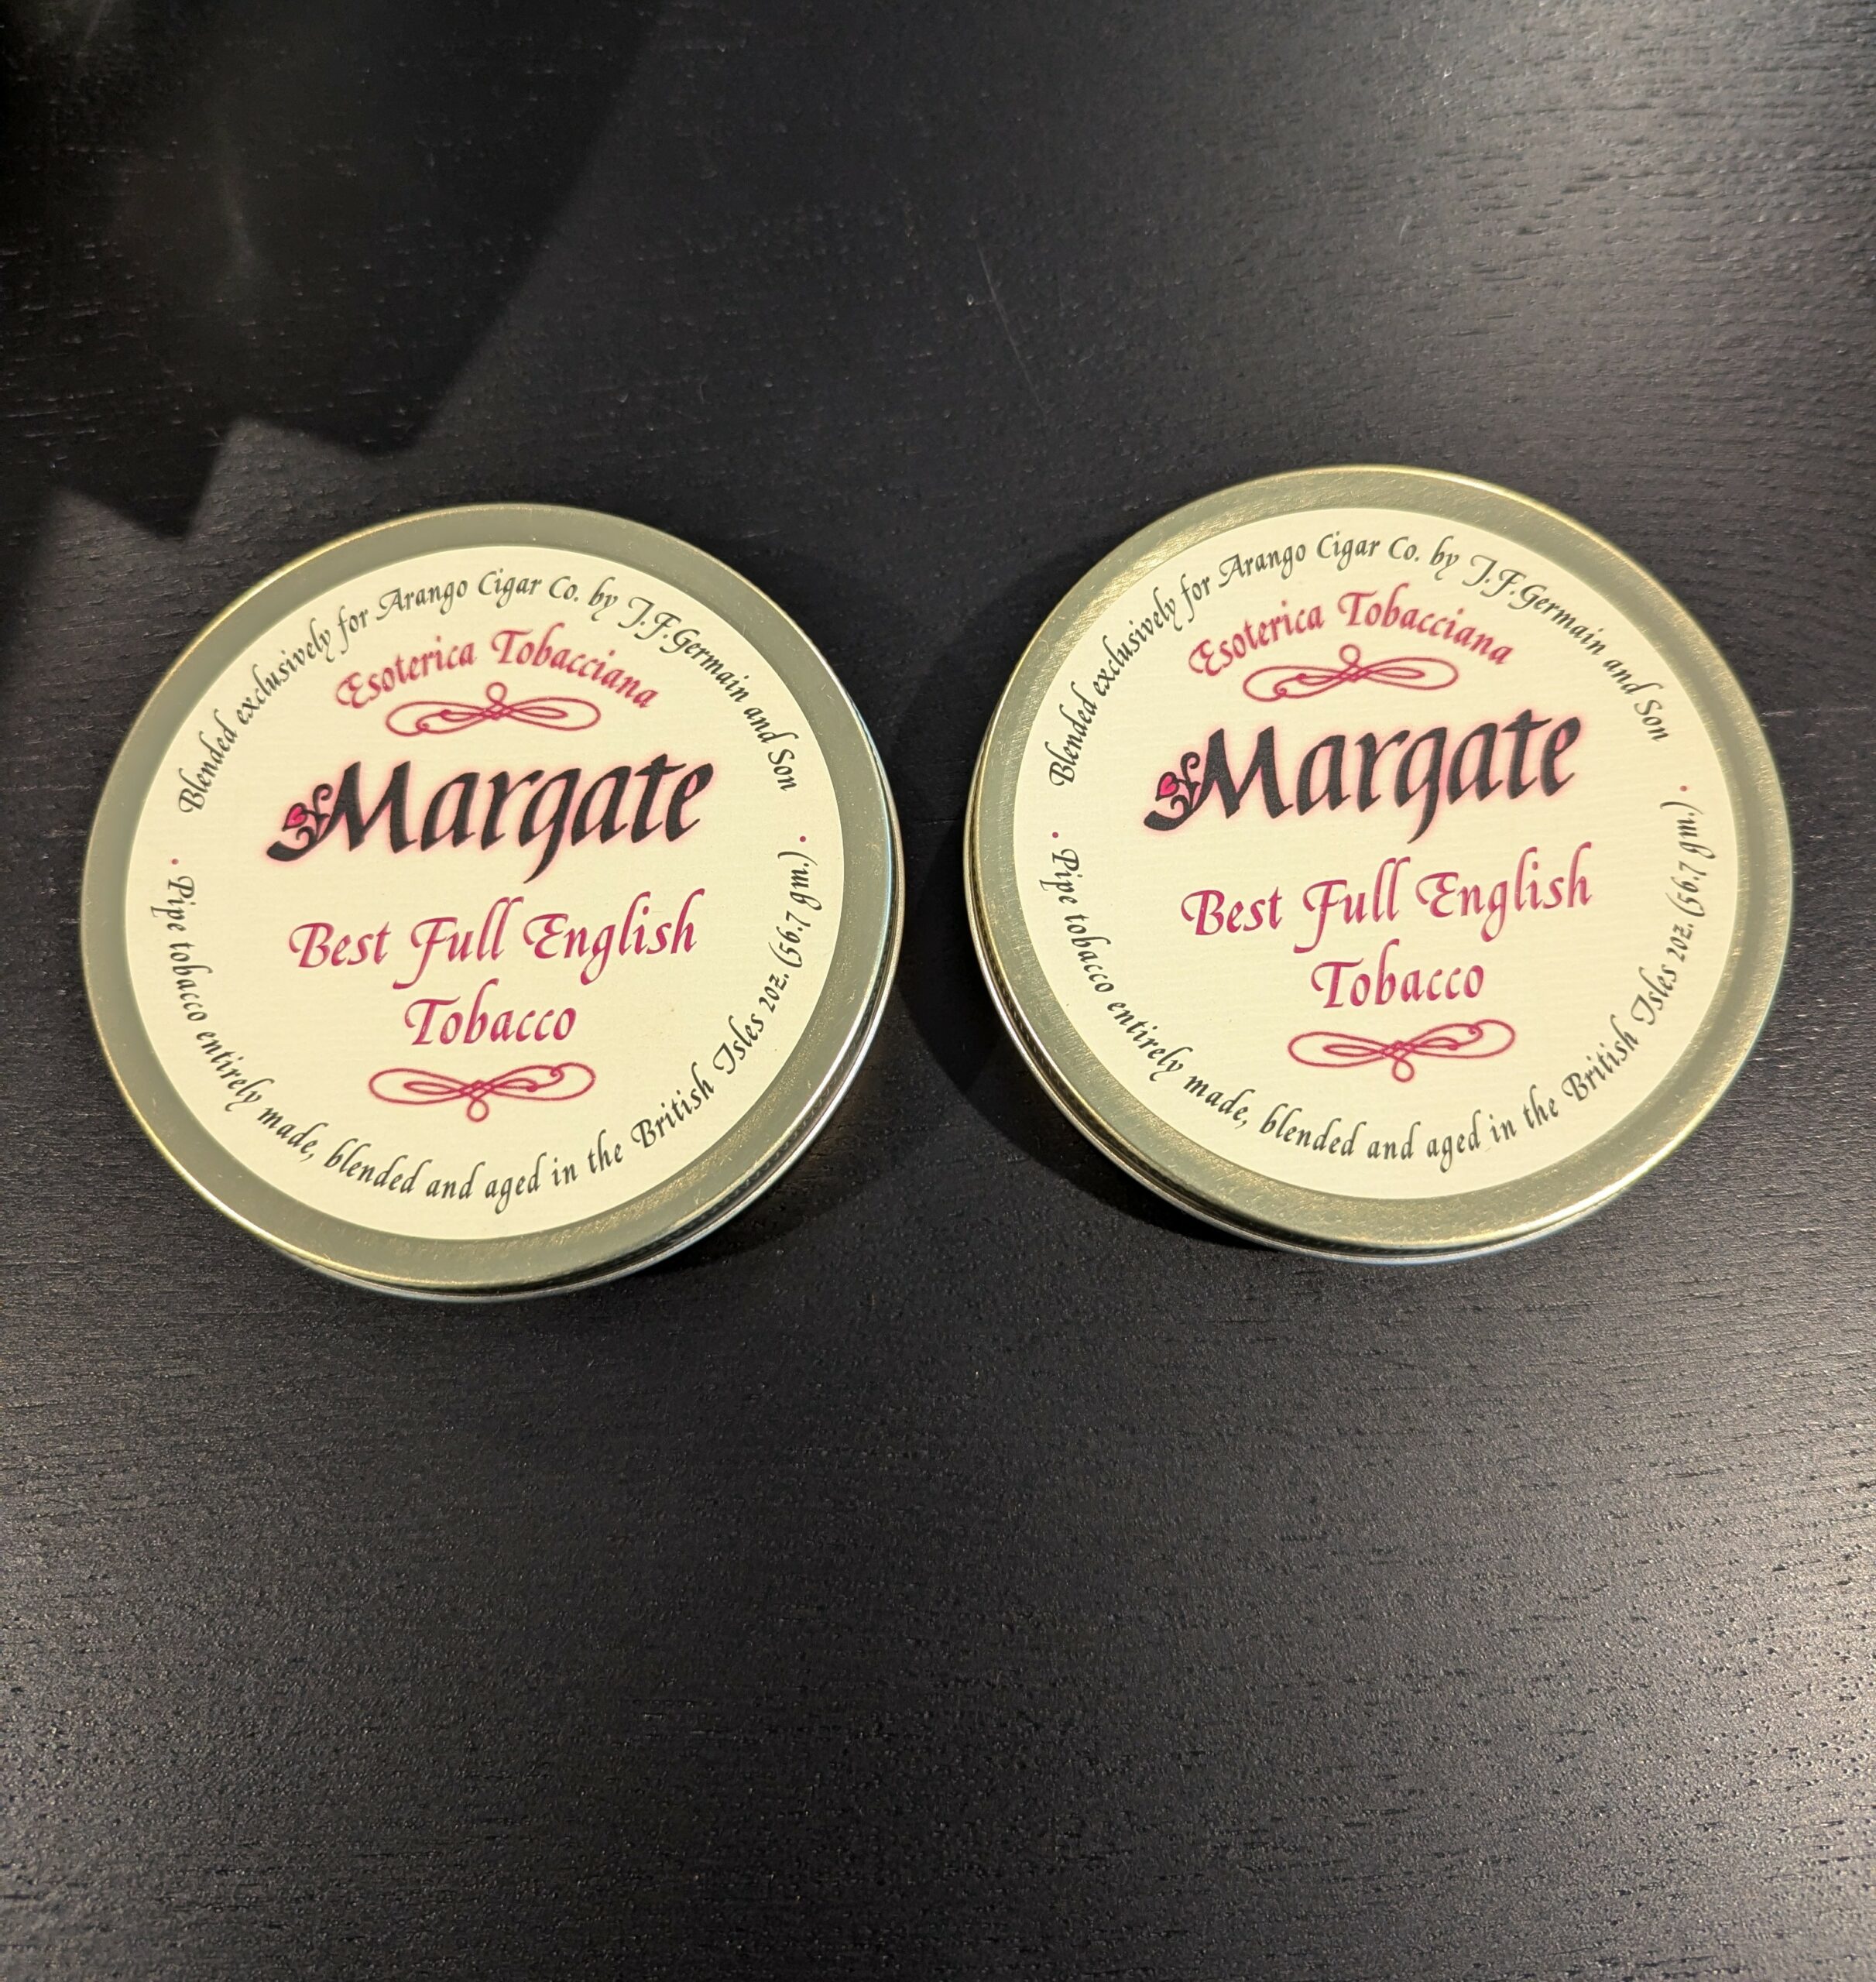 Blended exclusively for Arango Cigar Co. by J.F.Germain and Son
Esoterica Tobacciana
Margate
Best Full English
Tobacco
• Pipe tobacco entirely made, blended and aged in the British Isles 2oz. (56.7 gm.) •
Blended exclusively for Arango Cigar Co. by J.F.Germain and Son
Esoterica Tobacciana
Margate
Best Full English
Tobacco
• Pipe tobacco entirely made, blended and aged in the British Isles 2oz. (56.7 gm.) •